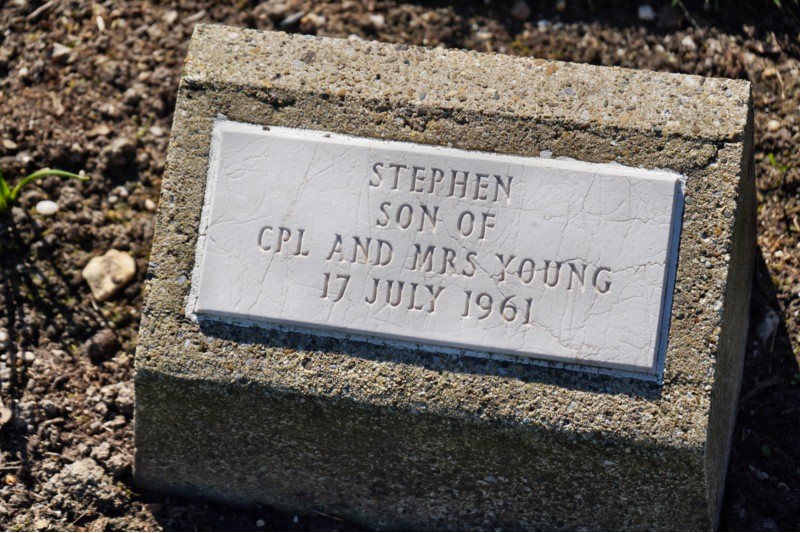 STEPHEN
SON OF
CPL AND MRS YOUNG
17 JULY 1961